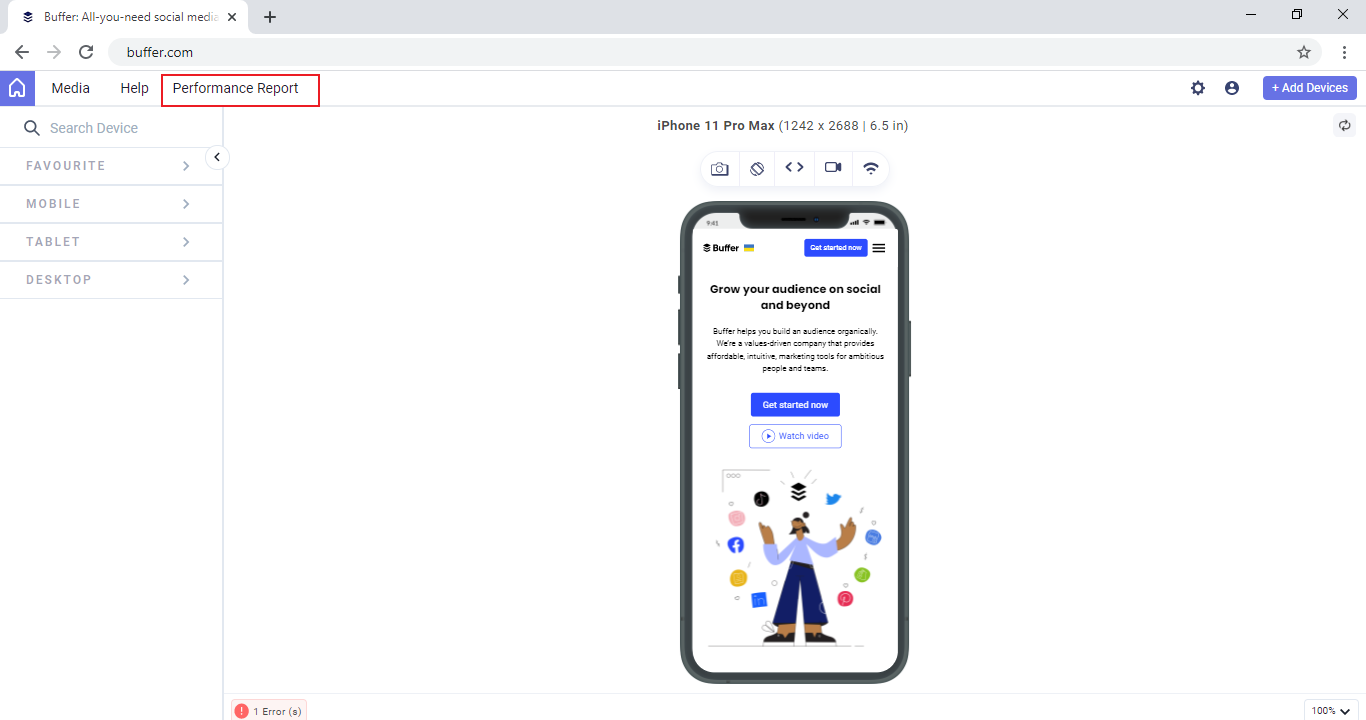 Buffer: All-you-need social media
buffer.com
Media Help Performance Report
+ Add Devices
Search Device
FAVOURITE
MOBILE
TABLET
DESKTOP
iPhone 11 Pro Max (1242 x 2688 | 6.5 in)
9:41
Buffer
Get started now
Grow your audience on social
and beyond
Buffer helps you build an audience organically.
We're a values-driven company that provides
affordable, intuitive, marketing tools for ambitious
people and teams.
Get started now
Watch video
1 Error (s)
100%